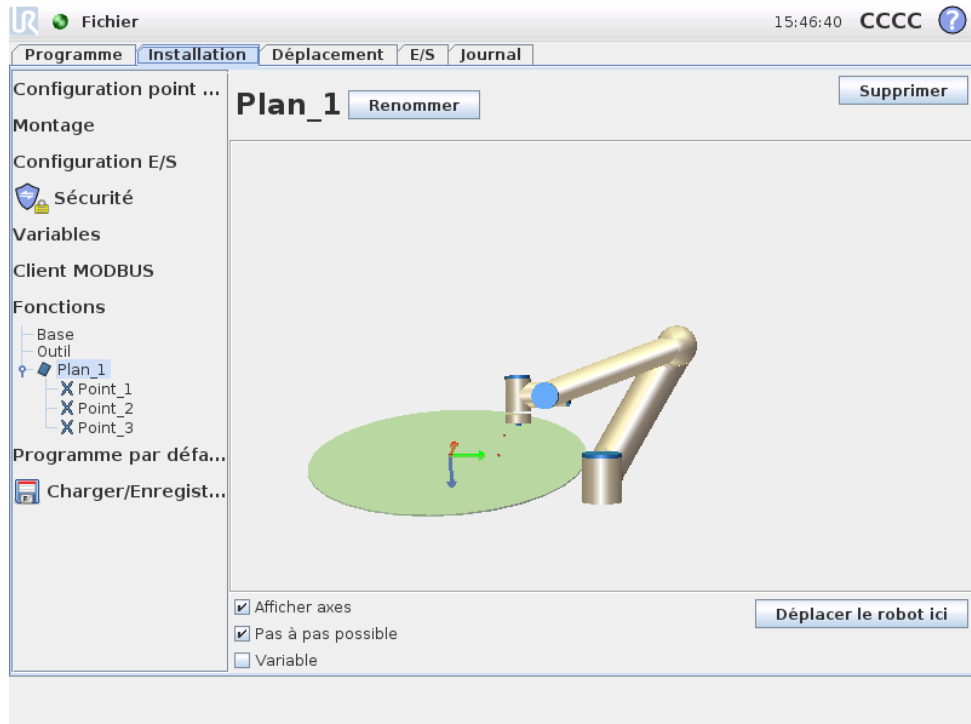 UR Fichier 15:46:40 CCCC ?
Programme Installation Déplacement E/S Journal
Configuration point ...
Montage
Configuration E/S
Sécurité
Variables
Client MODBUS
Fonctions
Base
Outil
Plan_1
Point_1
Point_2
Point_3
Programme par défa...
Charger/Enregist...
Plan_1 Renommer Supprimer
Afficher axes
Pas à pas possible
Variable
Déplacer le robot ici